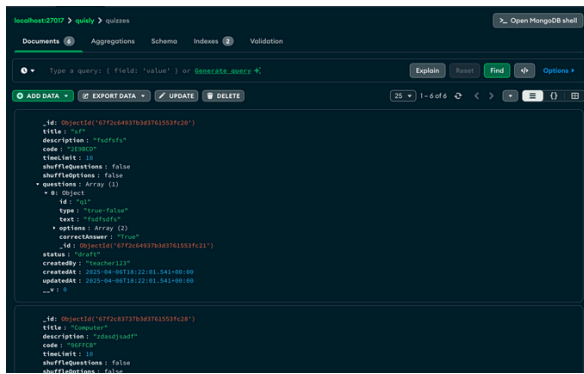 localhost:27017 > quisly > quizzes
>_ Open MongoDB shell
Documents 6 Aggregations Schema Indexes 2 Validation
Type a query: { field: 'value' } or Generate query
Explain Reset Find </> Options
ADD DATA EXPORT DATA UPDATE DELETE
25 1 – 6 of 6 {}
_id: ObjectId('67f2c64937b3d3761553fc20')
title : "sf"
description : "fsdfsfs"
code : "2E9BCD"
timeLimit : 10
shuffleQuestions : false
shuffleOptions : false
questions : Array (1)
0: Object
id : "q1"
type : "true-false"
text : "fsdfsdfs"
options : Array (2)
correctAnswer : "True"
_id : ObjectId('67f2c64937b3d3761553fc21')
status : "draft"
createdBy : "teacher123"
createdAt : 2025-04-06T18:22:01.541+00:00
updatedAt : 2025-04-06T18:22:01.541+00:00
__v : 0
_id: ObjectId('67f2c83737b3d3761553fc28')
title : "Computer"
description : "zdasdjsadf"
code : "96FFCB"
timeLimit : 10
shuffleQuestions : false
shuffleOptions : false